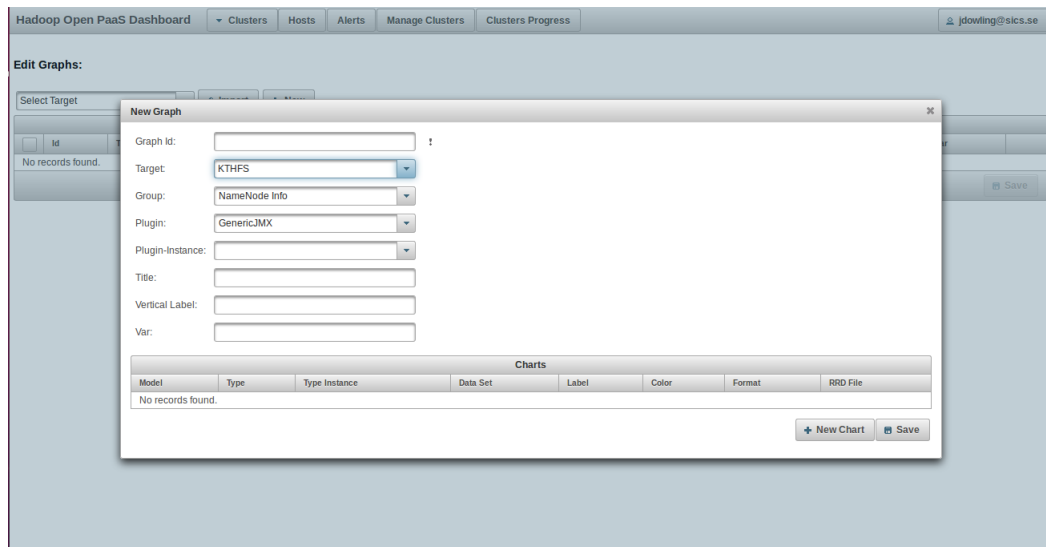 Hadoop Open PaaS Dashboard Clusters Hosts Alerts Manage Clusters Clusters Progress jdowling@sics.se
Edit Graphs:
Select Target
New Graph
Id
No records found.
Save
Graph Id: !
Target: KTHFS
Group: NameNode Info
Plugin: GenericJMX
Plugin-Instance:
Title:
Vertical Label:
Var:
Charts
Model Type Type Instance Data Set Label Color Format RRD File
No records found.
New Chart Save